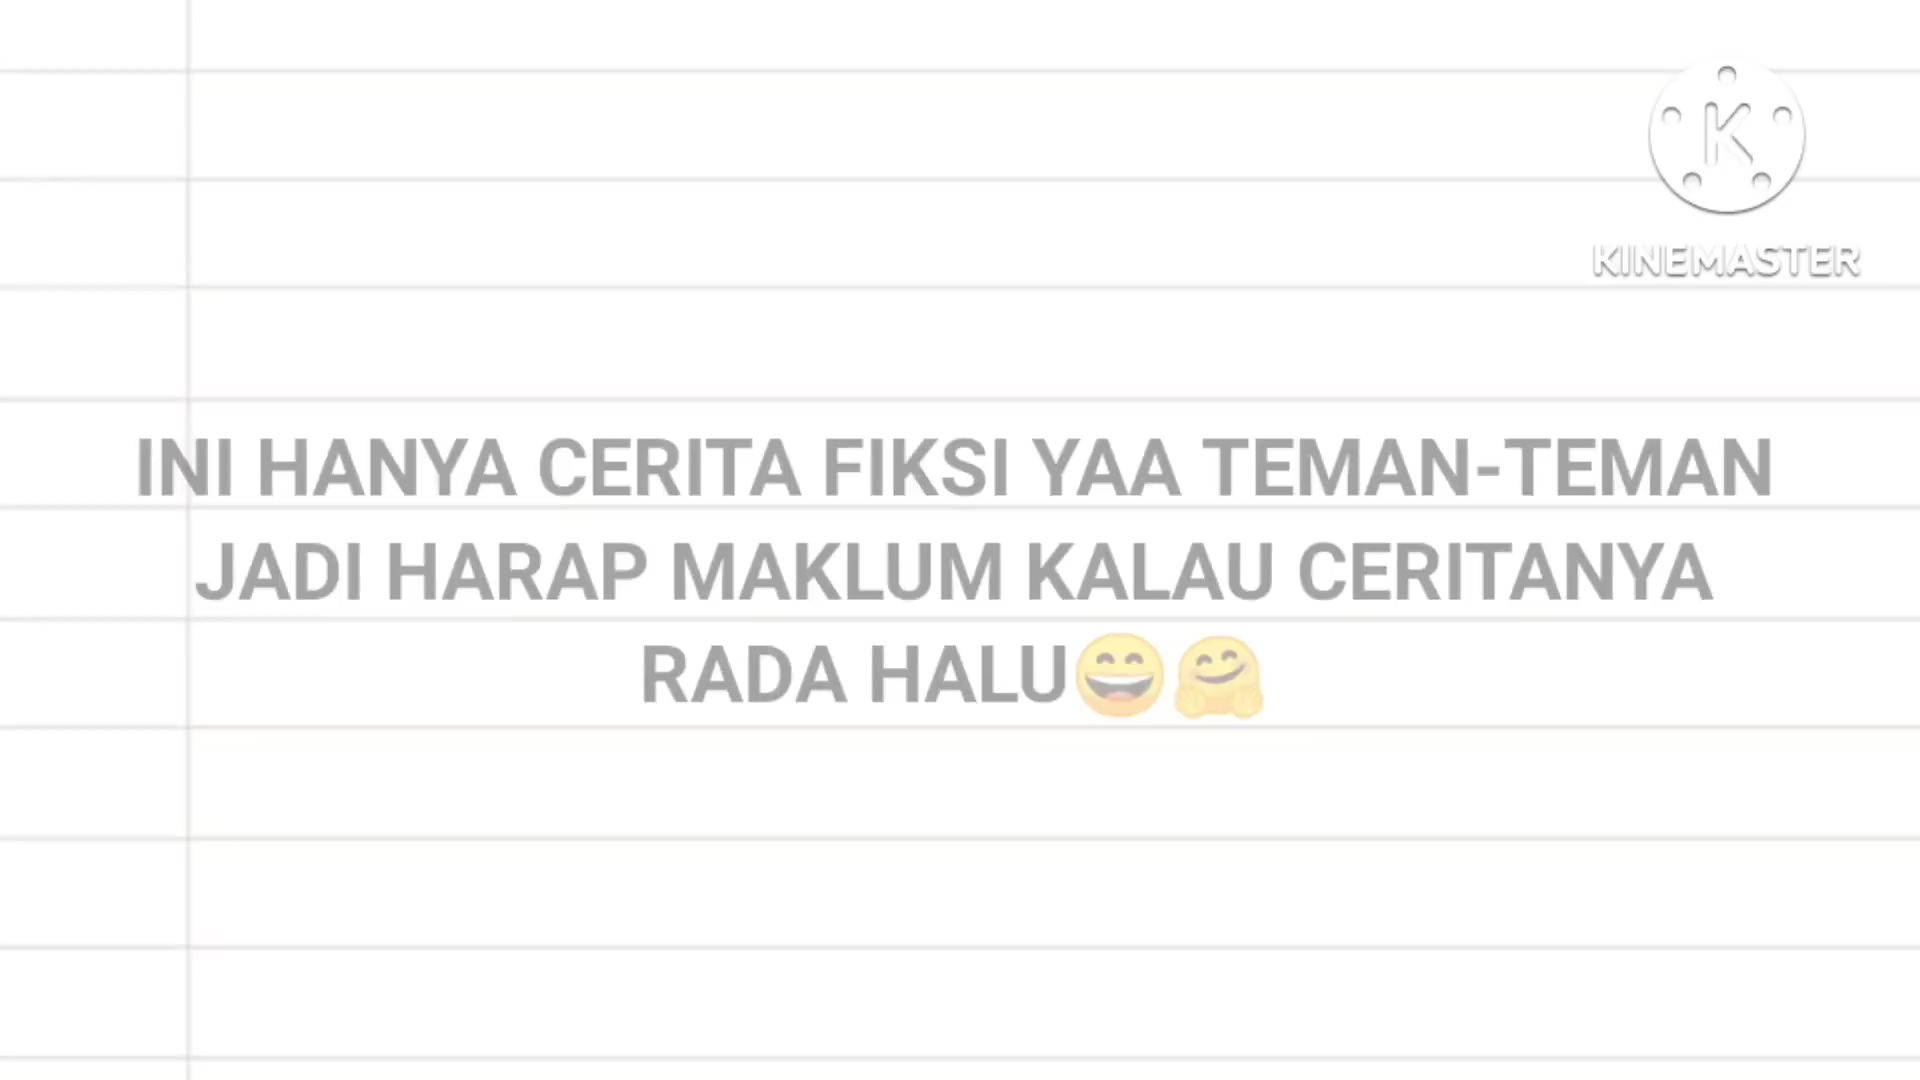 K
KINEMASTER
INI HANYA CERITA FIKSI YAA TEMAN-TEMAN
JADI HARAP MAKLUM KALAU CERITANYA
RADA HALU😄🤗